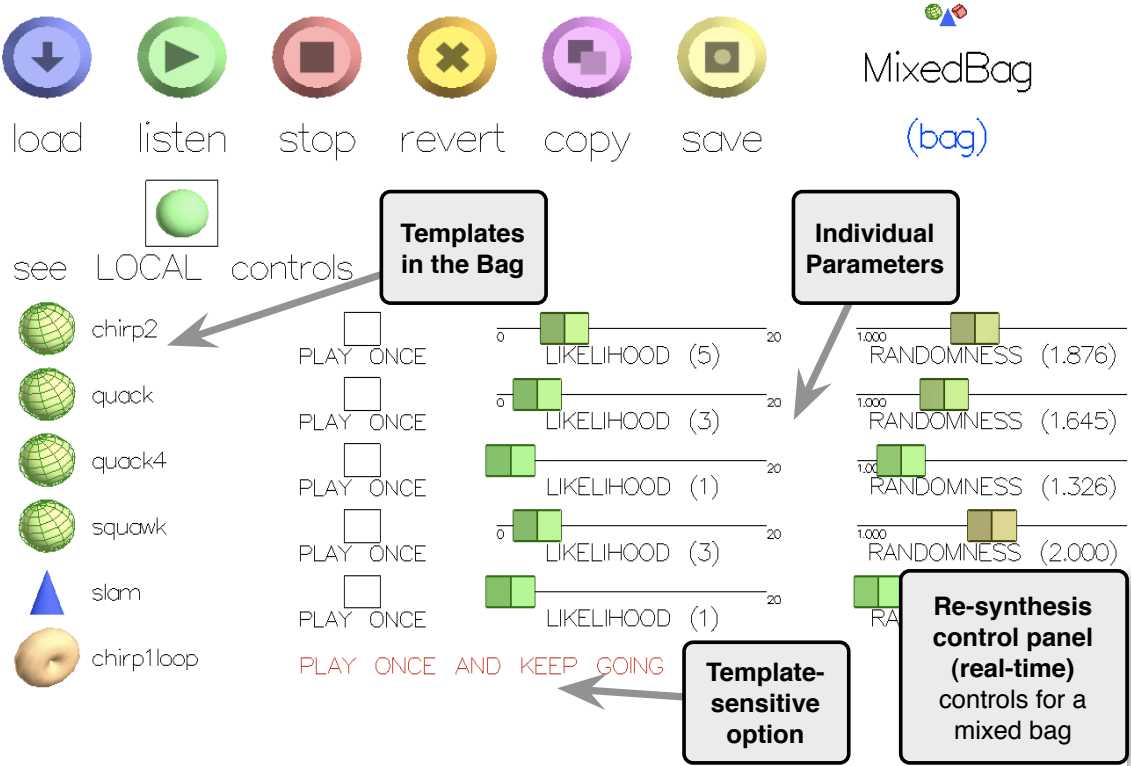 MixedBag
load listen stop revert copy save (bag)
Templates
in the Bag
Individual
Parameters
see LOCAL controls
chirp2
PLAY ONCE
0 20
LIKELIHOOD (5)
1.000
RANDOMNESS (1.876)
quack
PLAY ONCE
0 20
LIKELIHOOD (3)
1.000
RANDOMNESS (1.645)
quack4
PLAY ONCE
20
LIKELIHOOD (1)
RANDOMNESS (1.326)
squawk
PLAY ONCE
0 20
LIKELIHOOD (3)
1.000
RANDOMNESS (2.000)
slam
PLAY ONCE
20
LIKELIHOOD (1)
RA
chirp1loop
PLAY ONCE AND KEEP GOING
Template-
sensitive
option
Re-synthesis
control panel
(real-time)
controls for a
mixed bag